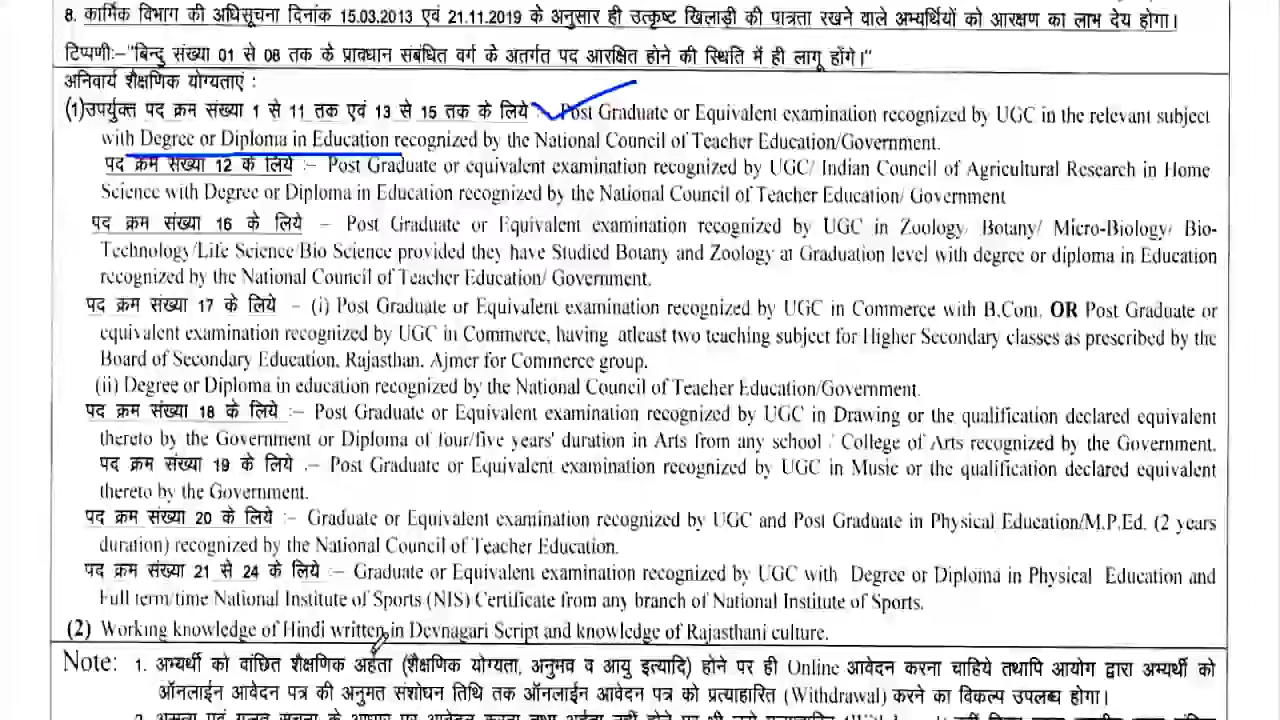 8. कार्मिक विभाग की अधिसूचना दिनांक 15.03.2013 एवं 21.11.2019 के अनुसार ही उत्कृष्ट खिलाड़ी की पात्रता रखने वाले अभ्यर्थियों को आरक्षण का लाभ देय होगा।
टिप्पणी:–"बिन्दु संख्या 01 से 08 तक के प्रावधान संबंधित वर्ग के अंतर्गत पद आरक्षित होने की स्थिति में ही लागू होंगे।"
अनिवार्य शैक्षणिक योग्यताएं :
(1)उपर्युक्त पद क्रम संख्या 1 से 11 तक एवं 13 से 15 तक के लिये :– Post Graduate or Equivalent examination recognized by UGC in the relevant subject
with Degree or Diploma in Education recognized by the National Council of Teacher Education/Government.
पद क्रम संख्या 12 के लिये :– Post Graduate or equivalent examination recognized by UGC/ Indian Council of Agricultural Research in Home
Science with Degree or Diploma in Education recognized by the National Council of Teacher Education/ Government
पद क्रम संख्या 16 के लिये – Post Graduate or Equivalent examination recognized by UGC in Zoology/ Botany/ Micro-Biology/ Bio-
Technology/Life Science/Bio Science provided they have Studied Botany and Zoology at Graduation level with degree or diploma in Education
recognized by the National Council of Teacher Education/ Government.
पद क्रम संख्या 17 के लिये – (i) Post Graduate or Equivalent examination recognized by UGC in Commerce with B.Com. OR Post Graduate or
equivalent examination recognized by UGC in Commerce, having atleast two teaching subject for Higher Secondary classes as prescribed by the
Board of Secondary Education, Rajasthan, Ajmer for Commerce group.
(ii) Degree or Diploma in education recognized by the National Council of Teacher Education/Government.
पद क्रम संख्या 18 के लिये :– Post Graduate or Equivalent examination recognized by UGC in Drawing or the qualification declared equivalent
thereto by the Government or Diploma of four/five years' duration in Arts from any school / College of Arts recognized by the Government.
पद क्रम संख्या 19 के लिये :– Post Graduate or Equivalent examination recognized by UGC in Music or the qualification declared equivalent
thereto by the Government.
पद क्रम संख्या 20 के लिये :– Graduate or Equivalent examination recognized by UGC and Post Graduate in Physical Education/M.P.Ed. (2 years
duration) recognized by the National Council of Teacher Education.
पद क्रम संख्या 21 से 24 के लिये :– Graduate or Equivalent examination recognized by UGC with Degree or Diploma in Physical Education and
Full term/time National Institute of Sports (NIS) Certificate from any branch of National Institute of Sports.
(2) Working knowledge of Hindi written in Devnagari Script and knowledge of Rajasthani culture.
Note: 1. अभ्यर्थी को वांछित शैक्षणिक अर्हता (शैक्षणिक योग्यता, अनुभव व आयु इत्यादि) होने पर ही Online आवेदन करना चाहिये तथापि आयोग द्वारा अभ्यर्थी को
ऑनलाईन आवेदन पत्र की अनुमत संशोधन तिथि तक ऑनलाईन आवेदन पत्र को प्रत्याहारित (Withdrawal) करने का विकल्प उपलब्ध होगा।